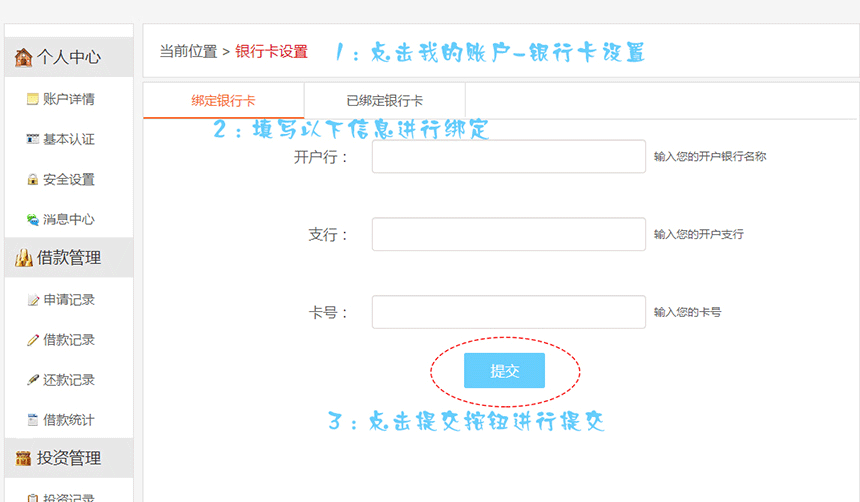 个人中心
账户详情
基本认证
安全设置
消息中心
借款管理
申请记录
借款记录
还款记录
借款统计
投资管理
投资记录
当前位置 > 银行卡设置
1：点击我的账户-银行卡设置
绑定银行卡 已绑定银行卡
2：填写以下信息进行绑定
开户行： 输入您的开户银行名称
支行： 输入您的开户支行
卡号： 输入您的卡号
提交
3：点击提交按钮进行提交